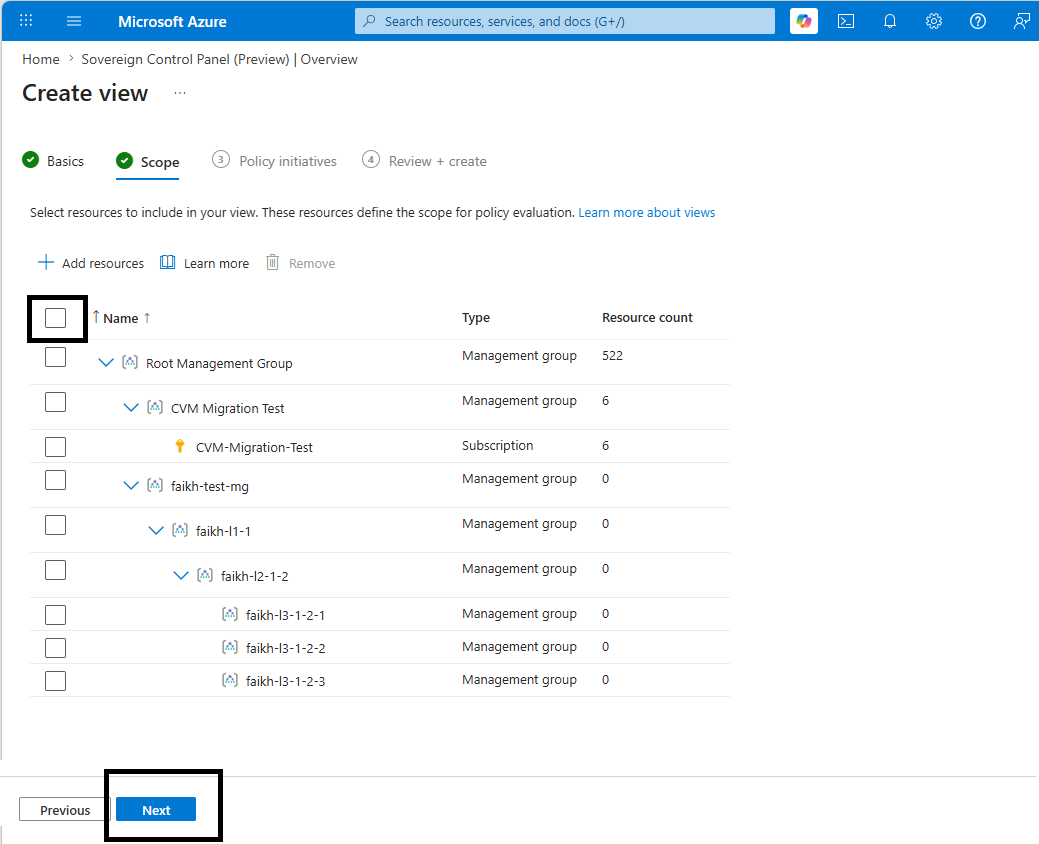 Microsoft Azure
Search resources, services, and docs (G+/)
Home > Sovereign Control Panel (Preview) | Overview
Create view ...
Basics
Scope
3 Policy initiatives
4 Review + create
Select resources to include in your view. These resources define the scope for policy evaluation. Learn more about views
Add resources Learn more Remove
↑ Name ↑ Type Resource count
Root Management Group Management group 522
CVM Migration Test Management group 6
CVM-Migration-Test Subscription 6
faikh-test-mg Management group 0
faikh-l1-1 Management group 0
faikh-l2-1-2 Management group 0
faikh-l3-1-2-1 Management group 0
faikh-l3-1-2-2 Management group 0
faikh-l3-1-2-3 Management group 0
Previous Next